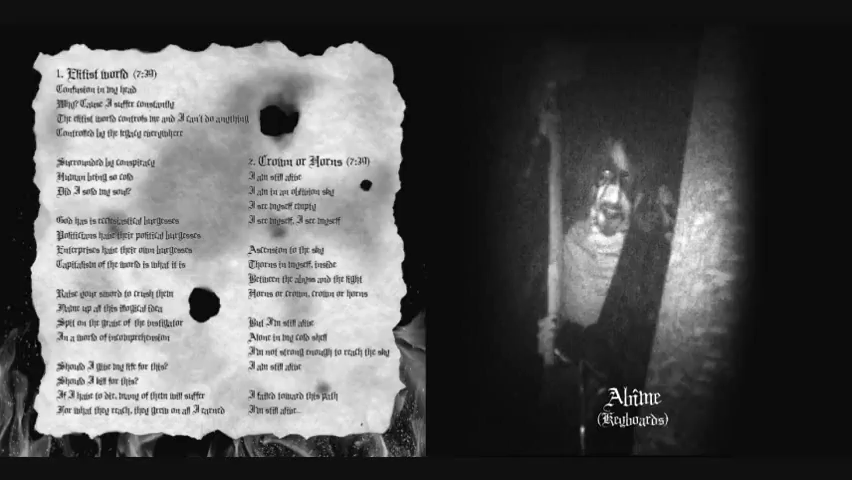 1. Elitist world (7:39)
Confusion in my head
Why? Cause I suffer constantly
The elitist world controls me and I can't do anything
Controlled by the legacy everywhere
Surrounded by conspiracy
Human being so cold
Did I sold my soul?
God has is ecclesiastical burgesses
Politicians have their political burgesses
Enterprises have their own burgesses
Capitalism of the world is what it is
Raise your sword to crush them
Flame up all this illogical idea
Spit on the grave of the instigator
In a world of incomprehension
Should I give my life for this?
Should I kill for this?
If I have to die, many of them will suffer
For what they reach, they grew on all I earned
2. Crown or Horns (7:30)
I am still alive
I am in an oblivion sky
I see myself empty
I see myself, I see myself
Ascension to the sky
Thorns in myself, inside
Between the abyss and the light
Horns or crown, crown or horns
But I'm still alive
Alone in my cold shell
I'm not strong enough to reach the sky
I am still alive
I failed toward this path
I'm still alive...
Abîme
(Keyboards)